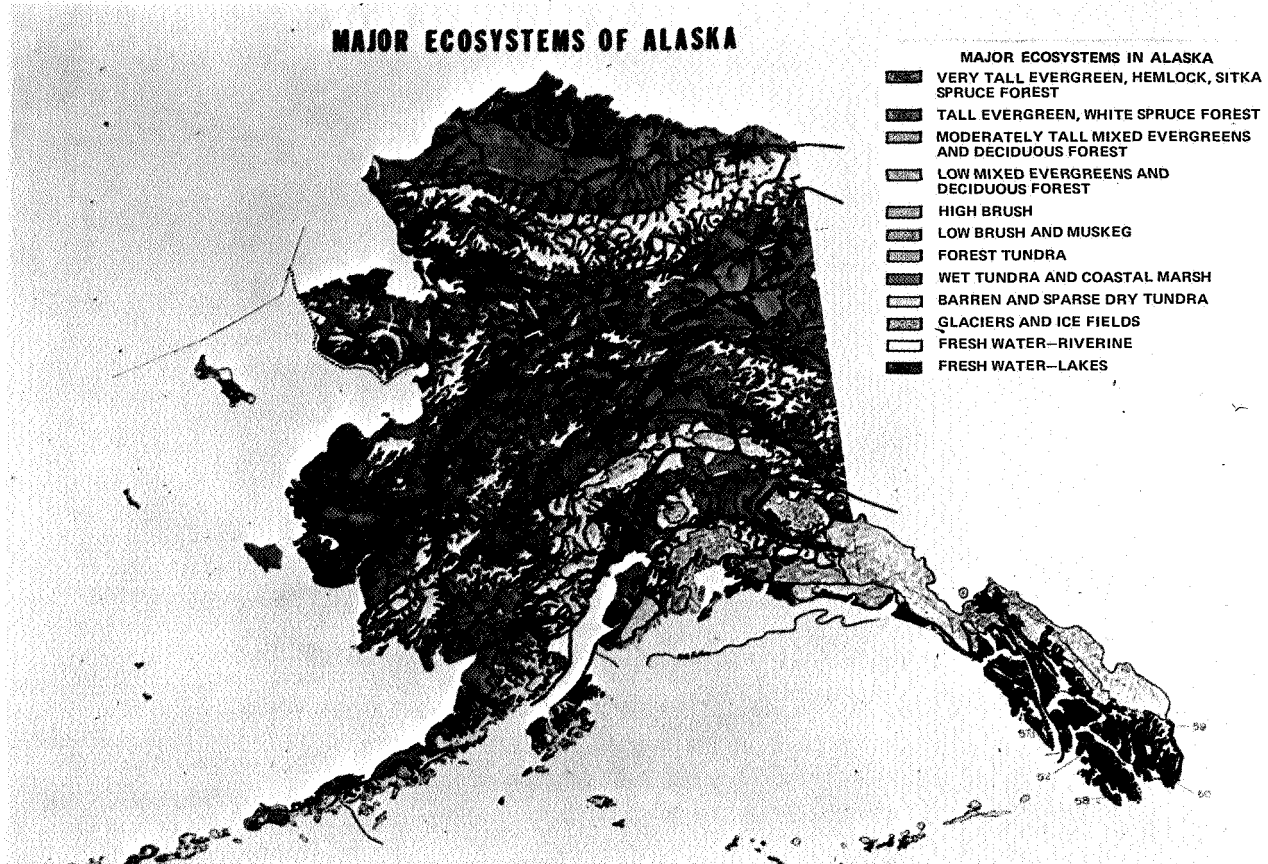 MAJOR ECOSYSTEMS OF ALASKA
MAJOR ECOSYSTEMS IN ALASKA
VERY TALL EVERGREEN, HEMLOCK, SITKA
SPRUCE FOREST
TALL EVERGREEN, WHITE SPRUCE FOREST
MODERATELY TALL MIXED EVERGREENS
AND DECIDUOUS FOREST
LOW MIXED EVERGREENS AND
DECIDUOUS FOREST
HIGH BRUSH
LOW BRUSH AND MUSKEG
FOREST TUNDRA
WET TUNDRA AND COASTAL MARSH
BARREN AND SPARSE DRY TUNDRA
GLACIERS AND ICE FIELDS
FRESH WATER—RIVERINE
FRESH WATER—LAKES
59
58